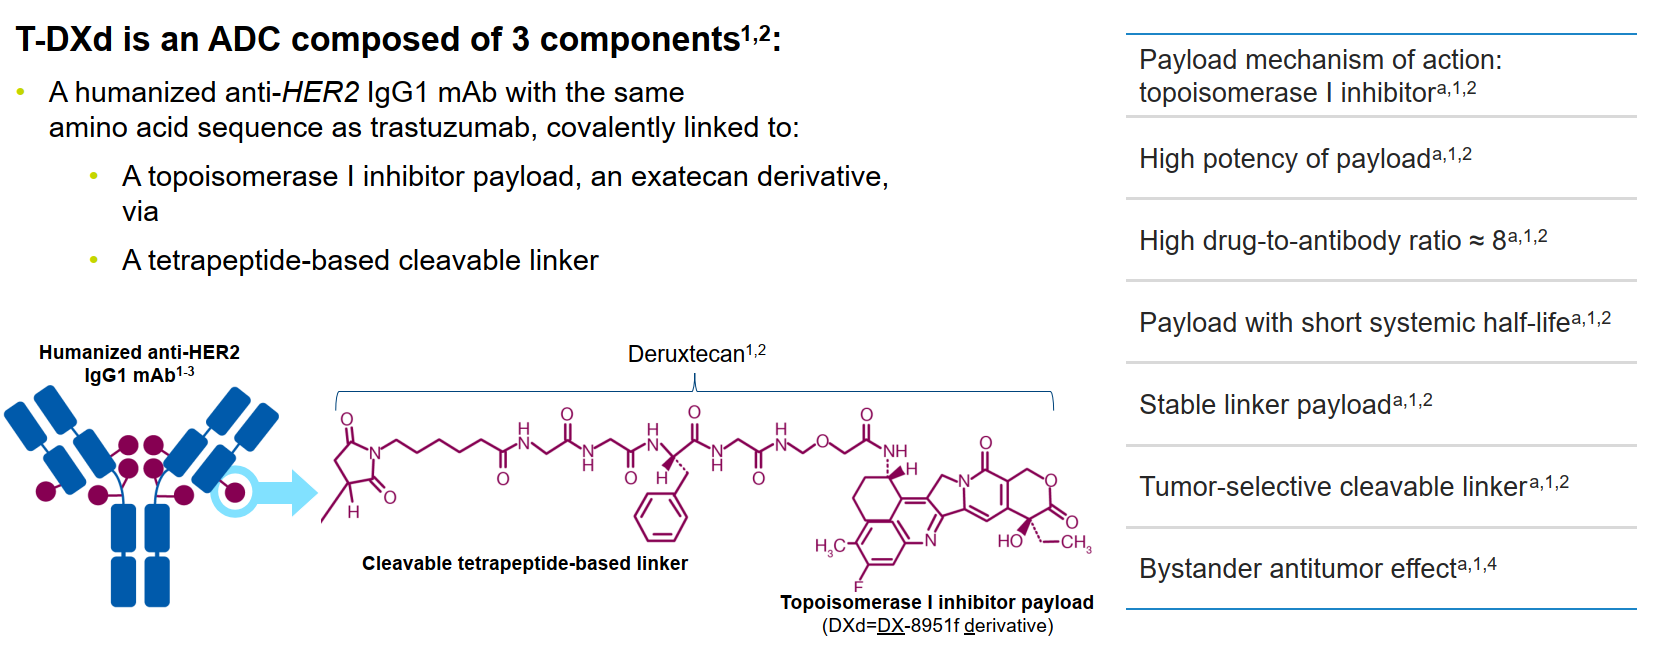 T-DXd is an ADC composed of 3 components1,2:
• A humanized anti-HER2 IgG1 mAb with the same
amino acid sequence as trastuzumab, covalently linked to:
• A topoisomerase I inhibitor payload, an exatecan derivative,
via
• A tetrapeptide-based cleavable linker
Humanized anti-HER2
IgG1 mAb1-3
Deruxtecan1,2
O
N
O
H
O
H
N
O
N
H
O
H
N
H
O
N
H
O
H
N
O
O
NH
H
N
O
O
O
HO
CH3
N
H3C
F
Cleavable tetrapeptide-based linker
Topoisomerase I inhibitor payload
(DXd=DX-8951f derivative)
Payload mechanism of action:
topoisomerase I inhibitora,1,2
High potency of payloada,1,2
High drug-to-antibody ratio ≈ 8a,1,2
Payload with short systemic half-lifea,1,2
Stable linker payloada,1,2
Tumor-selective cleavable linkera,1,2
Bystander antitumor effecta,1,4